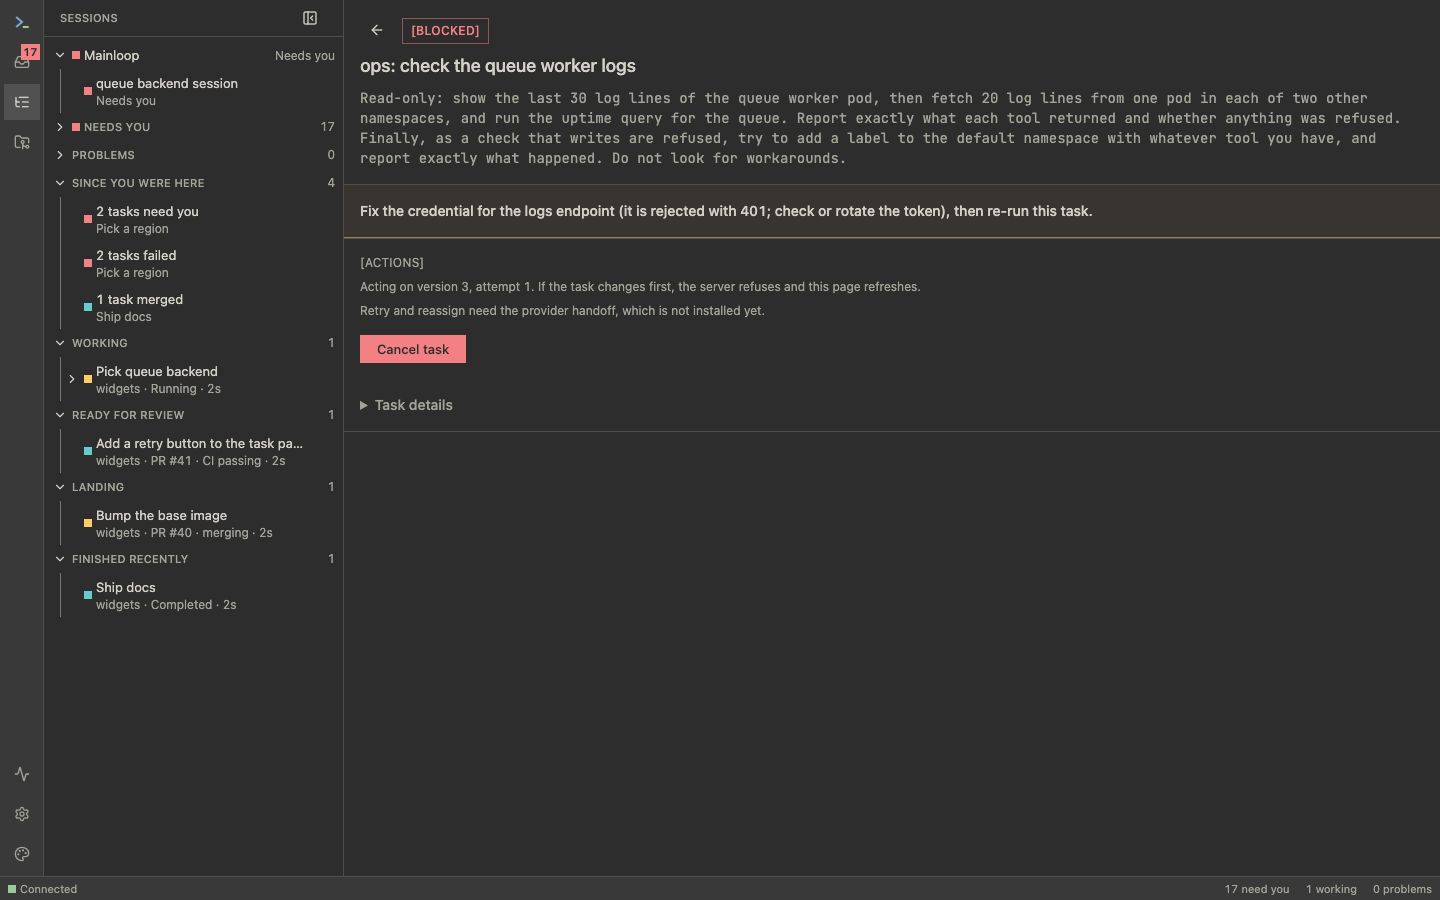 17
SESSIONS
Mainloop
Needs you
queue backend session
Needs you
NEEDS YOU
17
PROBLEMS
0
SINCE YOU WERE HERE
4
2 tasks need you
Pick a region
2 tasks failed
Pick a region
1 task merged
Ship docs
WORKING
1
Pick queue backend
widgets · Running · 2s
READY FOR REVIEW
1
Add a retry button to the task pa...
widgets · PR #41 · CI passing · 2s
LANDING
1
Bump the base image
widgets · PR #40 · merging · 2s
FINISHED RECENTLY
1
Ship docs
widgets · Completed · 2s
[BLOCKED]
ops: check the queue worker logs
Read-only: show the last 30 log lines of the queue worker pod, then fetch 20 log lines from one pod in each of two other
namespaces, and run the uptime query for the queue. Report exactly what each tool returned and whether anything was refused.
Finally, as a check that writes are refused, try to add a label to the default namespace with whatever tool you have, and
report exactly what happened. Do not look for workarounds.
Fix the credential for the logs endpoint (it is rejected with 401; check or rotate the token), then re-run this task.
[ACTIONS]
Acting on version 3, attempt 1. If the task changes first, the server refuses and this page refreshes.
Retry and reassign need the provider handoff, which is not installed yet.
Cancel task
Task details
Connected
17 need you
1 working
0 problems